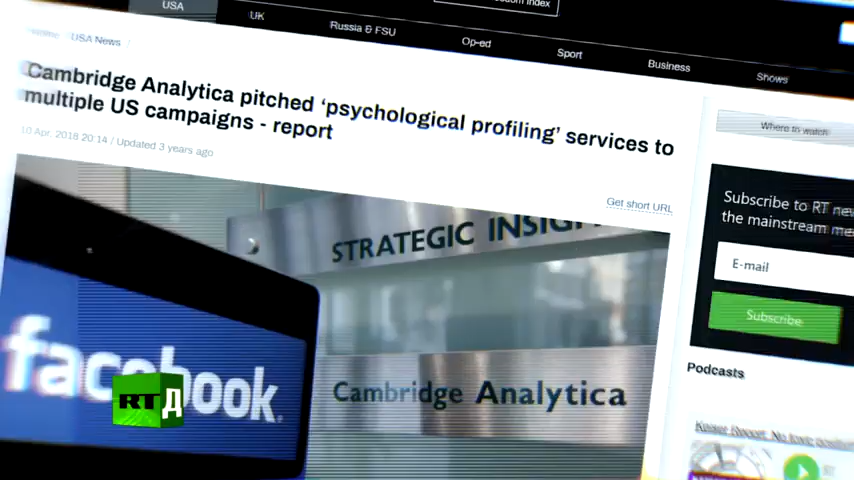 USA
UK
Russia & FSU
Op-ed
Sport
Business
Shows
USA News /
Cambridge Analytica pitched ‘psychological profiling’ services to
multiple US campaigns - report
10 Apr, 2018 20:14 / Updated 3 years ago
Get short URL
Where to watch
Subscribe to RT
the mainstream
E-mail
Subscribe
Podcasts
STRATEGIC
Cambridge Analytica
facebook
RTД